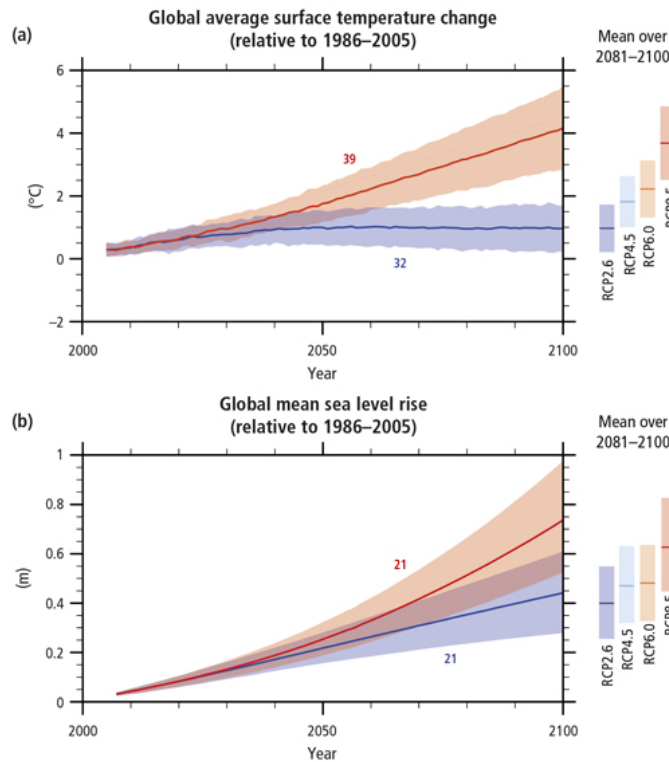 (a)
Global average surface temperature change
(relative to 1986–2005)
Mean over
2081–2100
6
4
2
0
−2
(°C)
39
32
2000
2050
2100
Year
RCP2.6
RCP4.5
RCP6.0
(b)
Global mean sea level rise
(relative to 1986–2005)
Mean over
2081–2100
1
0.8
0.6
0.4
0.2
0
(m)
21
21
2000
2050
2100
Year
RCP2.6
RCP4.5
RCP6.0